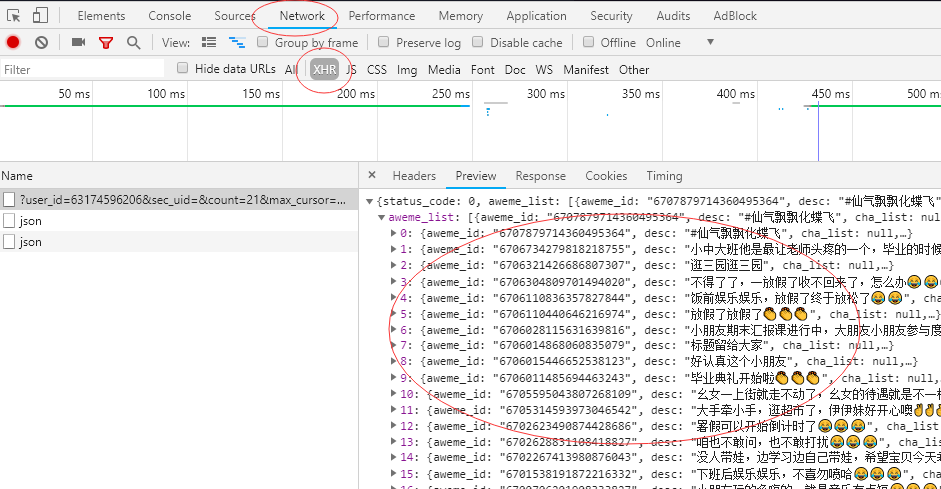 Elements Console Sources Network Performance Memory Application Security Audits AdBlock
View: Group by frame Preserve log Disable cache Offline Online
Filter Hide data URLs All XHR JS CSS Img Media Font Doc WS Manifest Other
50 ms 100 ms 150 ms 200 ms 250 ms 300 ms 350 ms 400 ms 450 ms 500 ms
Name
?user_id=63174596206&sec_uid=&count=21&max_cursor=...
json
json
× Headers Preview Response Cookies Timing
{status_code: 0, aweme_list: [{aweme_id: "6707879714360495364", desc: "#仙气飘飘化蝶飞"
aweme_list: [{aweme_id: "6707879714360495364", desc: "#仙气飘飘化蝶飞", cha_list: nul
0: {aweme_id: "6707879714360495364", desc: "#仙气飘飘化蝶飞", cha_list: null,…}
1: {aweme_id: "6706734279818218755", desc: "小中大班他是最让老师头疼的一个，毕业的时候
2: {aweme_id: "6706321426686807307", desc: "逛三园逛三园", cha_list: null,…}
3: {aweme_id: "6706304809701494020", desc: "不得了了，一放假了收不回来了，怎么办😂😂
4: {aweme_id: "6706110836357827844", desc: "饭前娱乐娱乐，放假了终于放松了😂😂", cha
5: {aweme_id: "6706110440646216974", desc: "放假了放假了👏👏👏", cha_list: null,
6: {aweme_id: "6706028115631639816", desc: "小朋友期末汇报课进行中，大朋友小朋友参与度
7: {aweme_id: "6706014868060835079", desc: "标题留给大家", cha_list: null,…}
8: {aweme_id: "6706015446652538123", desc: "好认真这个小朋友", cha_list: null,…}
9: {aweme_id: "6706011485694463243", desc: "毕业典礼开始啦👏👏👏", cha_list: null
10: {aweme_id: "6705595043807268109", desc: "幺女一上街就走不动了，幺女的待遇就是不一样
11: {aweme_id: "6705314593973046542", desc: "大手牵小手，逛超市了，伊伊妹好开心噢✌✌✌
12: {aweme_id: "6702623490874428686", desc: "署假可以开始倒计时了😂😂😂", cha_list:
13: {aweme_id: "6702628831108418827", desc: "咱也不敢问，也不敢打扰😂😂😂", cha_lis
14: {aweme_id: "6702267413980876043", desc: "没人带娃，边学习边自己带娃，希望宝贝今天
15: {aweme_id: "6701538191872216332", desc: "下班后娱乐娱乐，不喜勿喷哈😂😂😂", cha